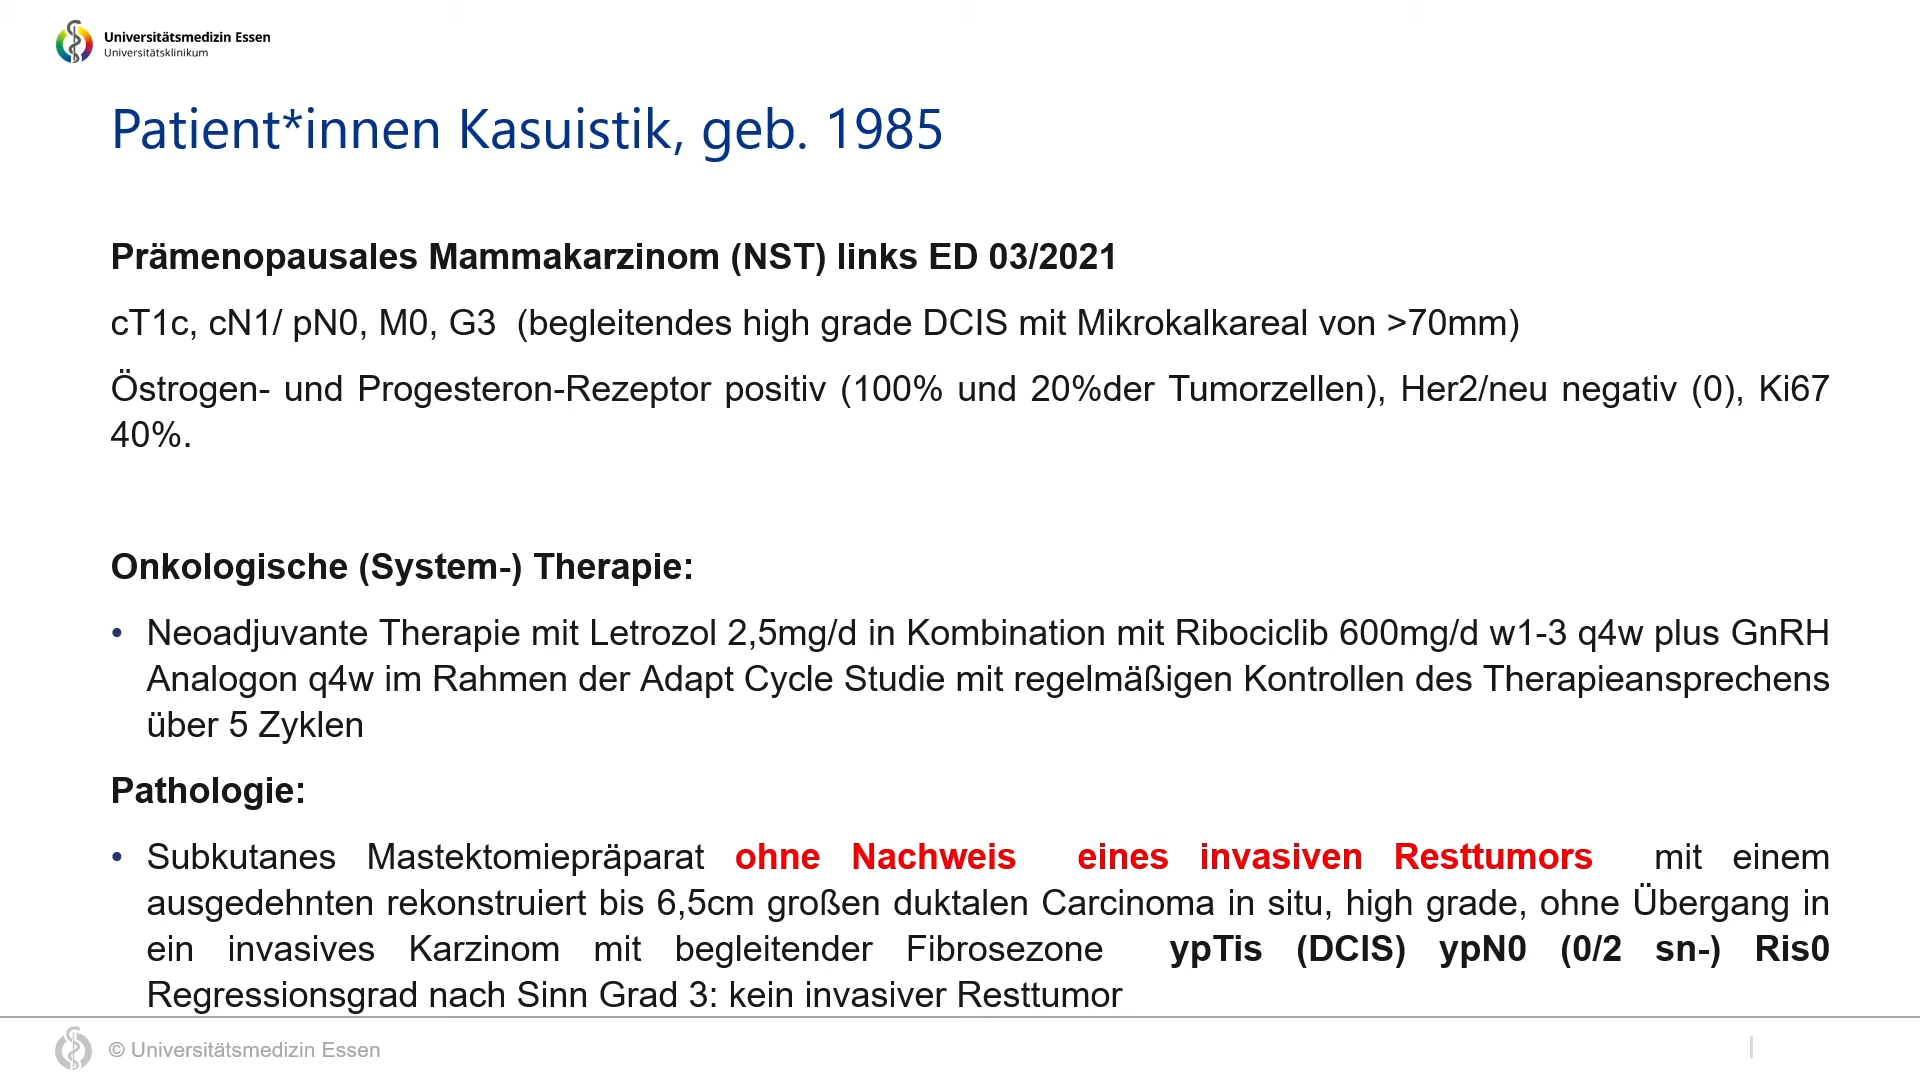 Universitätsmedizin Essen
Universitätsklinikum
Patient*innen Kasuistik, geb. 1985
Prämenopausales Mammakarzinom (NST) links ED 03/2021
cT1c, cN1/ pN0, M0, G3  (begleitendes high grade DCIS mit Mikrokalkareal von >70mm)
Östrogen- und Progesteron-Rezeptor positiv (100% und 20%der Tumorzellen), Her2/neu negativ (0), Ki67
40%.
Onkologische (System-) Therapie:
• Neoadjuvante Therapie mit Letrozol 2,5mg/d in Kombination mit Ribociclib 600mg/d w1-3 q4w plus GnRH
Analogon q4w im Rahmen der Adapt Cycle Studie mit regelmäßigen Kontrollen des Therapieansprechens
über 5 Zyklen
Pathologie:
• Subkutanes Mastektomiepräparat ohne Nachweis  eines invasiven Resttumors  mit einem
ausgedehnten rekonstruiert bis 6,5cm großen duktalen Carcinoma in situ, high grade, ohne Übergang in
ein invasives Karzinom mit begleitender Fibrosezone  ypTis (DCIS) ypN0 (0/2 sn-) Ris0
Regressionsgrad nach Sinn Grad 3: kein invasiver Resttumor
© Universitätsmedizin Essen